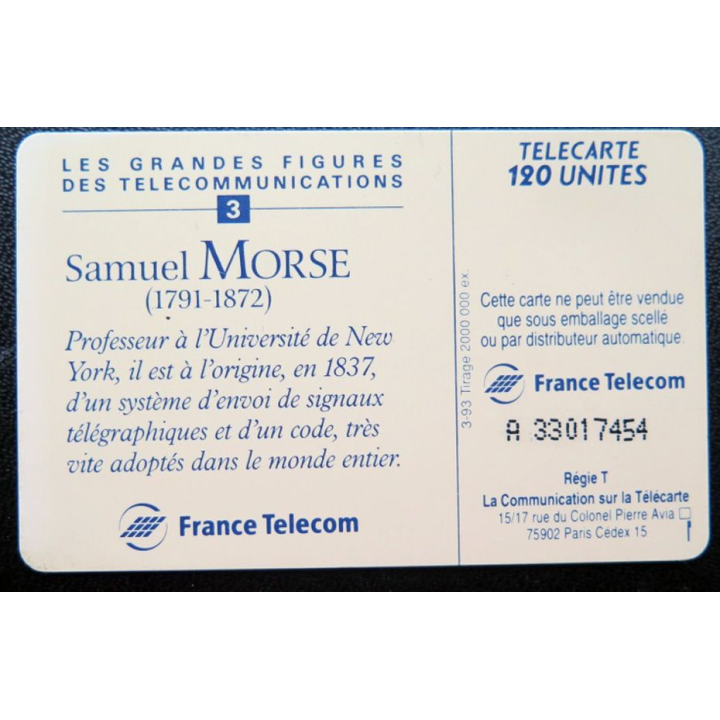 LES GRANDES FIGURES
DES TELECOMMUNICATIONS
3
Samuel MORSE
(1791-1872)
Professeur à l'Université de New
York, il est à l'origine, en 1837,
d'un système d'envoi de signaux
télégraphiques et d'un code, très
vite adoptés dans le monde entier.
France Telecom
3-93 Tirage 2000 000 ex.
TELECARTE
120 UNITES
Cette carte ne peut être vendue
que sous emballage scellé
ou par distributeur automatique.
France Telecom
A 33017454
Régie T
La Communication sur la Télécarte
15/17 rue du Colonel Pierre Avia
75902 Paris Cédex 15